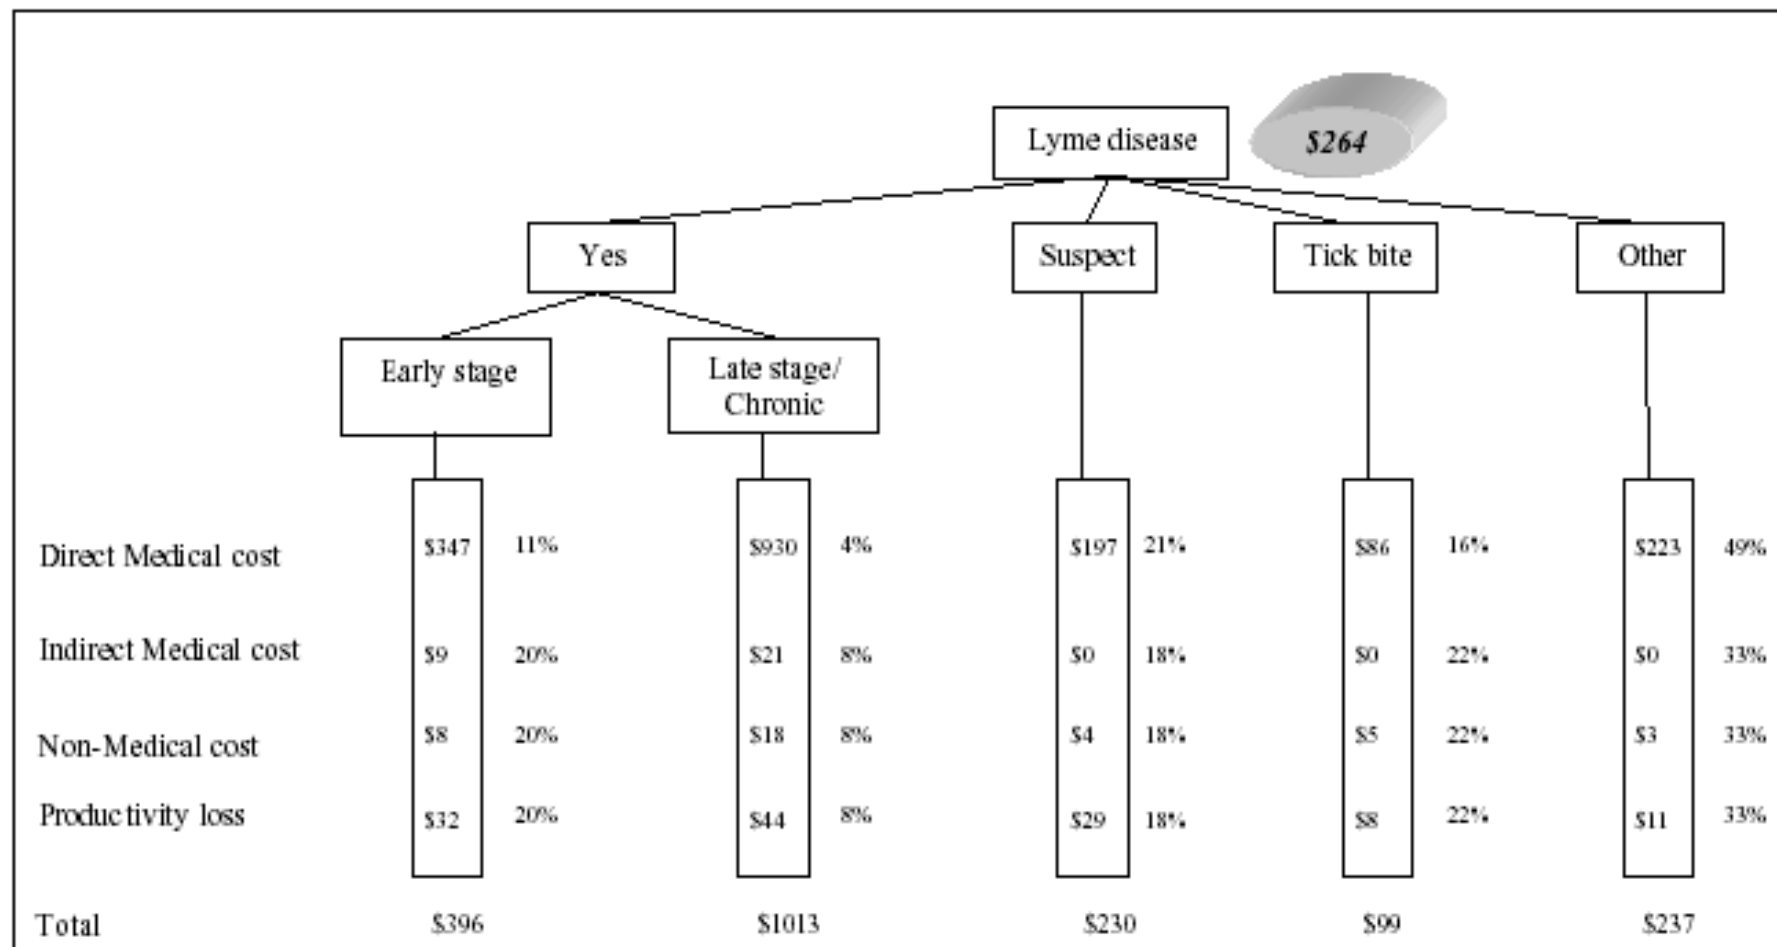 Lyme disease $264
Yes Suspect Tick bite Other
Early stage Late stage/
Chronic
Direct Medical cost $347 11% $930 4% $197 21% $86 16% $223 49%
Indirect Medical cost $9 20% $21 8% $0 18% $0 22% $0 33%
Non-Medical cost $8 20% $18 8% $4 18% $5 22% $3 33%
Productivity loss $32 20% $44 8% $29 18% $8 22% $11 33%
Total $396 $1013 $230 $99 $237